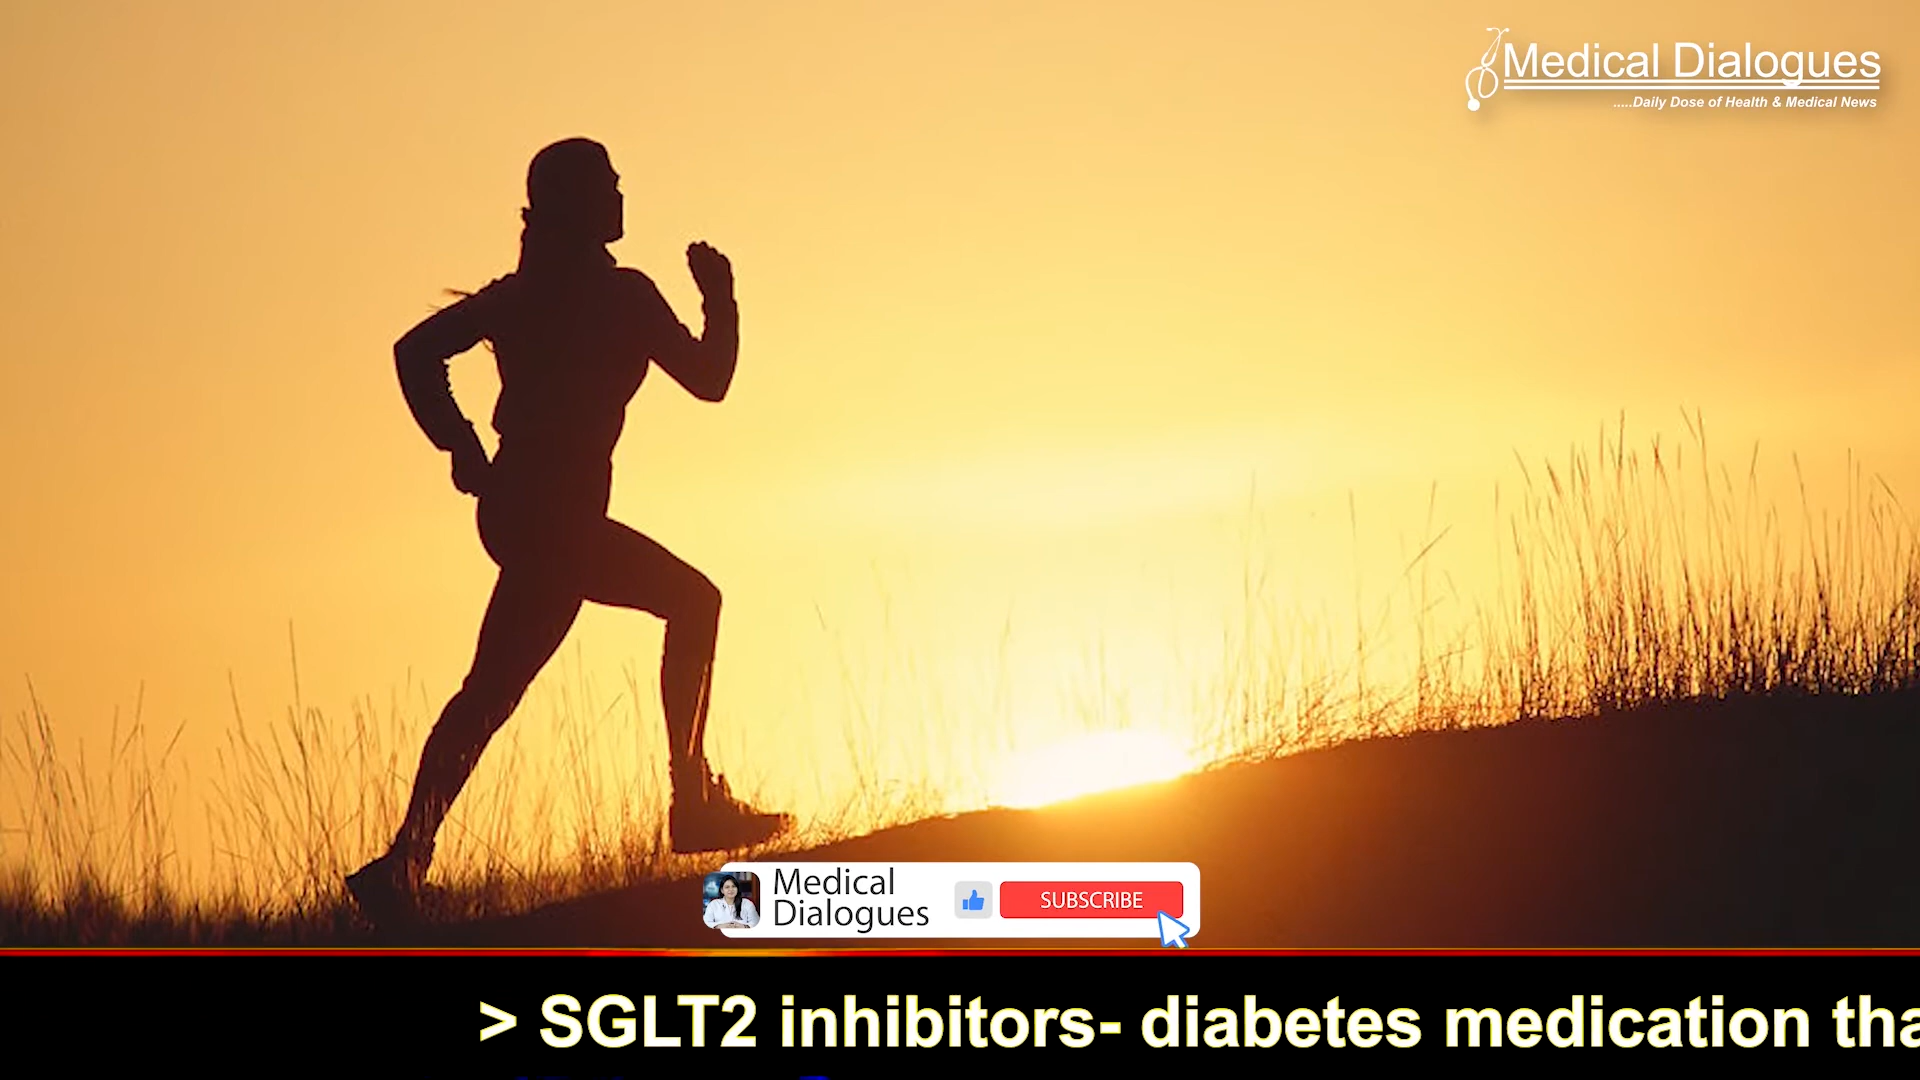 Medical Dialogues
.....Daily Dose of Health & Medical News
Medical
Dialogues
SUBSCRIBE
> SGLT2 inhibitors- diabetes medication tha